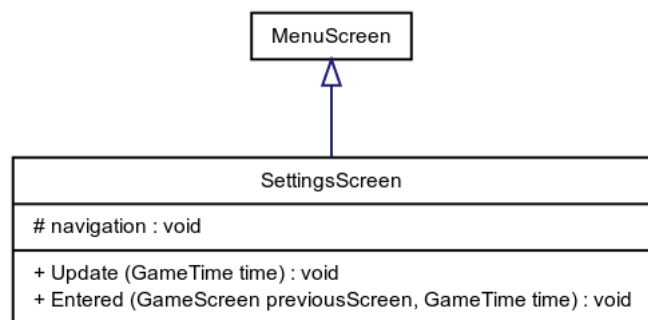 MenuScreen
SettingsScreen
# navigation : void
+ Update (GameTime time) : void
+ Entered (GameScreen previousScreen, GameTime time) : void